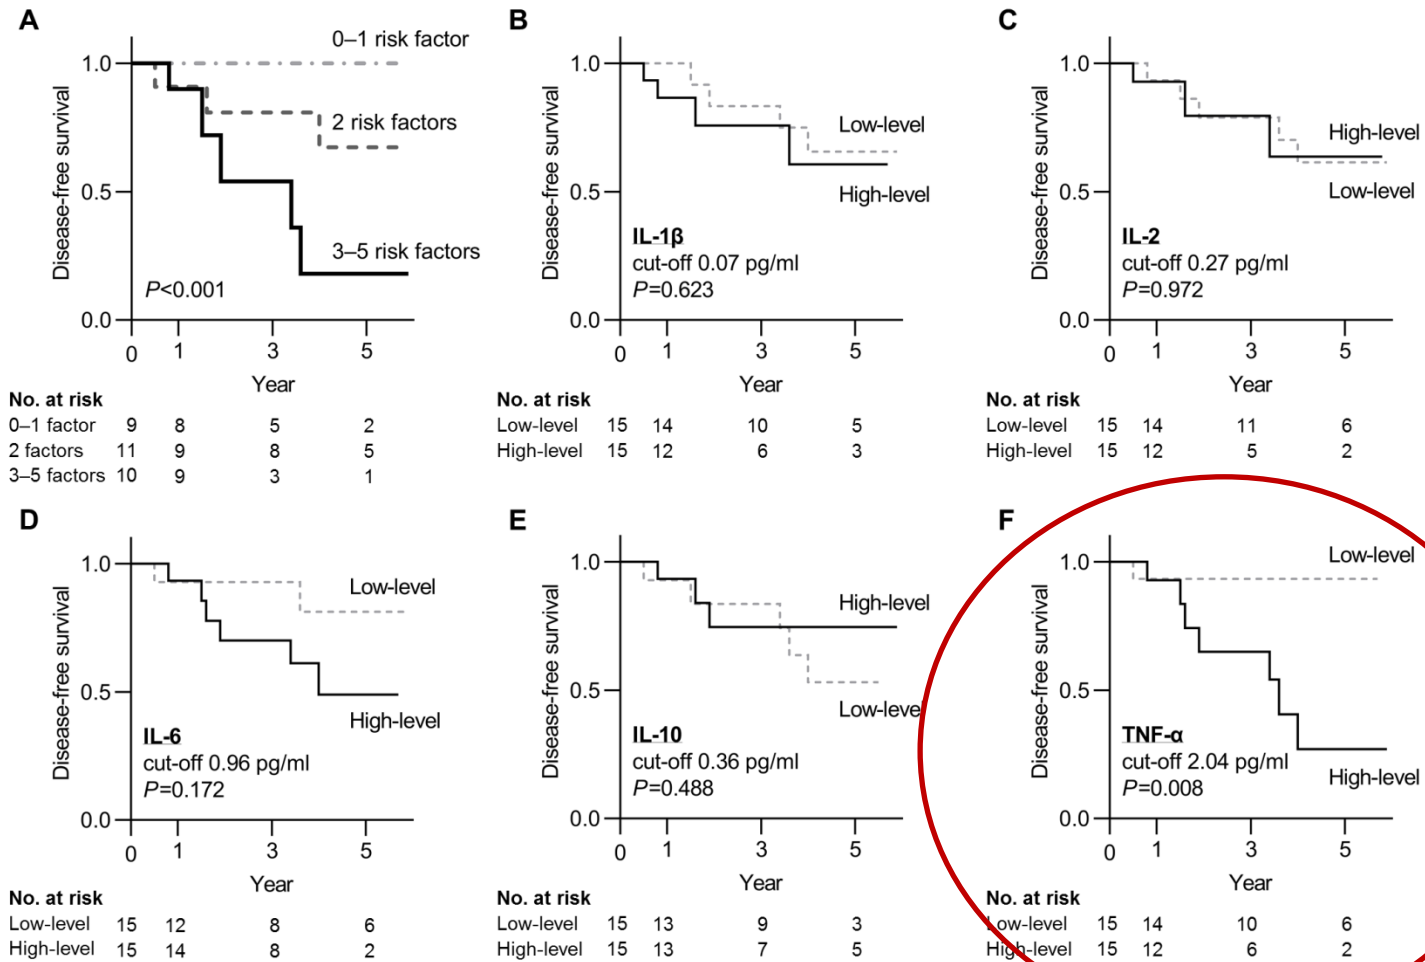 A
0–1 risk factor
1.0
2 risk factors
0.5
3–5 risk factors
P<0.001
0.0
0 1 3 5
Year
Disease-free survival
No. at risk
0–1 factor 9 8 5 2
2 factors 11 9 8 5
3–5 factors 10 9 3 1
B
1.0
Low-level
0.5
High-level
IL-1β
cut-off 0.07 pg/ml
P=0.623
0.0
0 1 3 5
Year
Disease-free survival
No. at risk
Low-level 15 14 10 5
High-level 15 12 6 3
C
1.0
High-level
0.5
Low-level
IL-2
cut-off 0.27 pg/ml
P=0.972
0.0
0 1 3 5
Year
Disease-free survival
No. at risk
Low-level 15 14 11 6
High-level 15 12 5 2
D
1.0
Low-level
0.5
High-level
IL-6
cut-off 0.96 pg/ml
P=0.172
0.0
0 1 3 5
Year
Disease-free survival
No. at risk
Low-level 15 12 8 6
High-level 15 14 8 2
E
1.0
High-level
0.5
Low-level
IL-10
cut-off 0.36 pg/ml
P=0.488
0.0
0 1 3 5
Year
Disease-free survival
No. at risk
Low-level 15 13 9 3
High-level 15 13 7 5
F
Low-level
1.0
0.5
TNF-α
cut-off 2.04 pg/ml
High-level
P=0.008
0.0
0 1 3 5
Year
Disease-free survival
No. at risk
Low-level 15 14 10 6
High-level 15 12 6 2